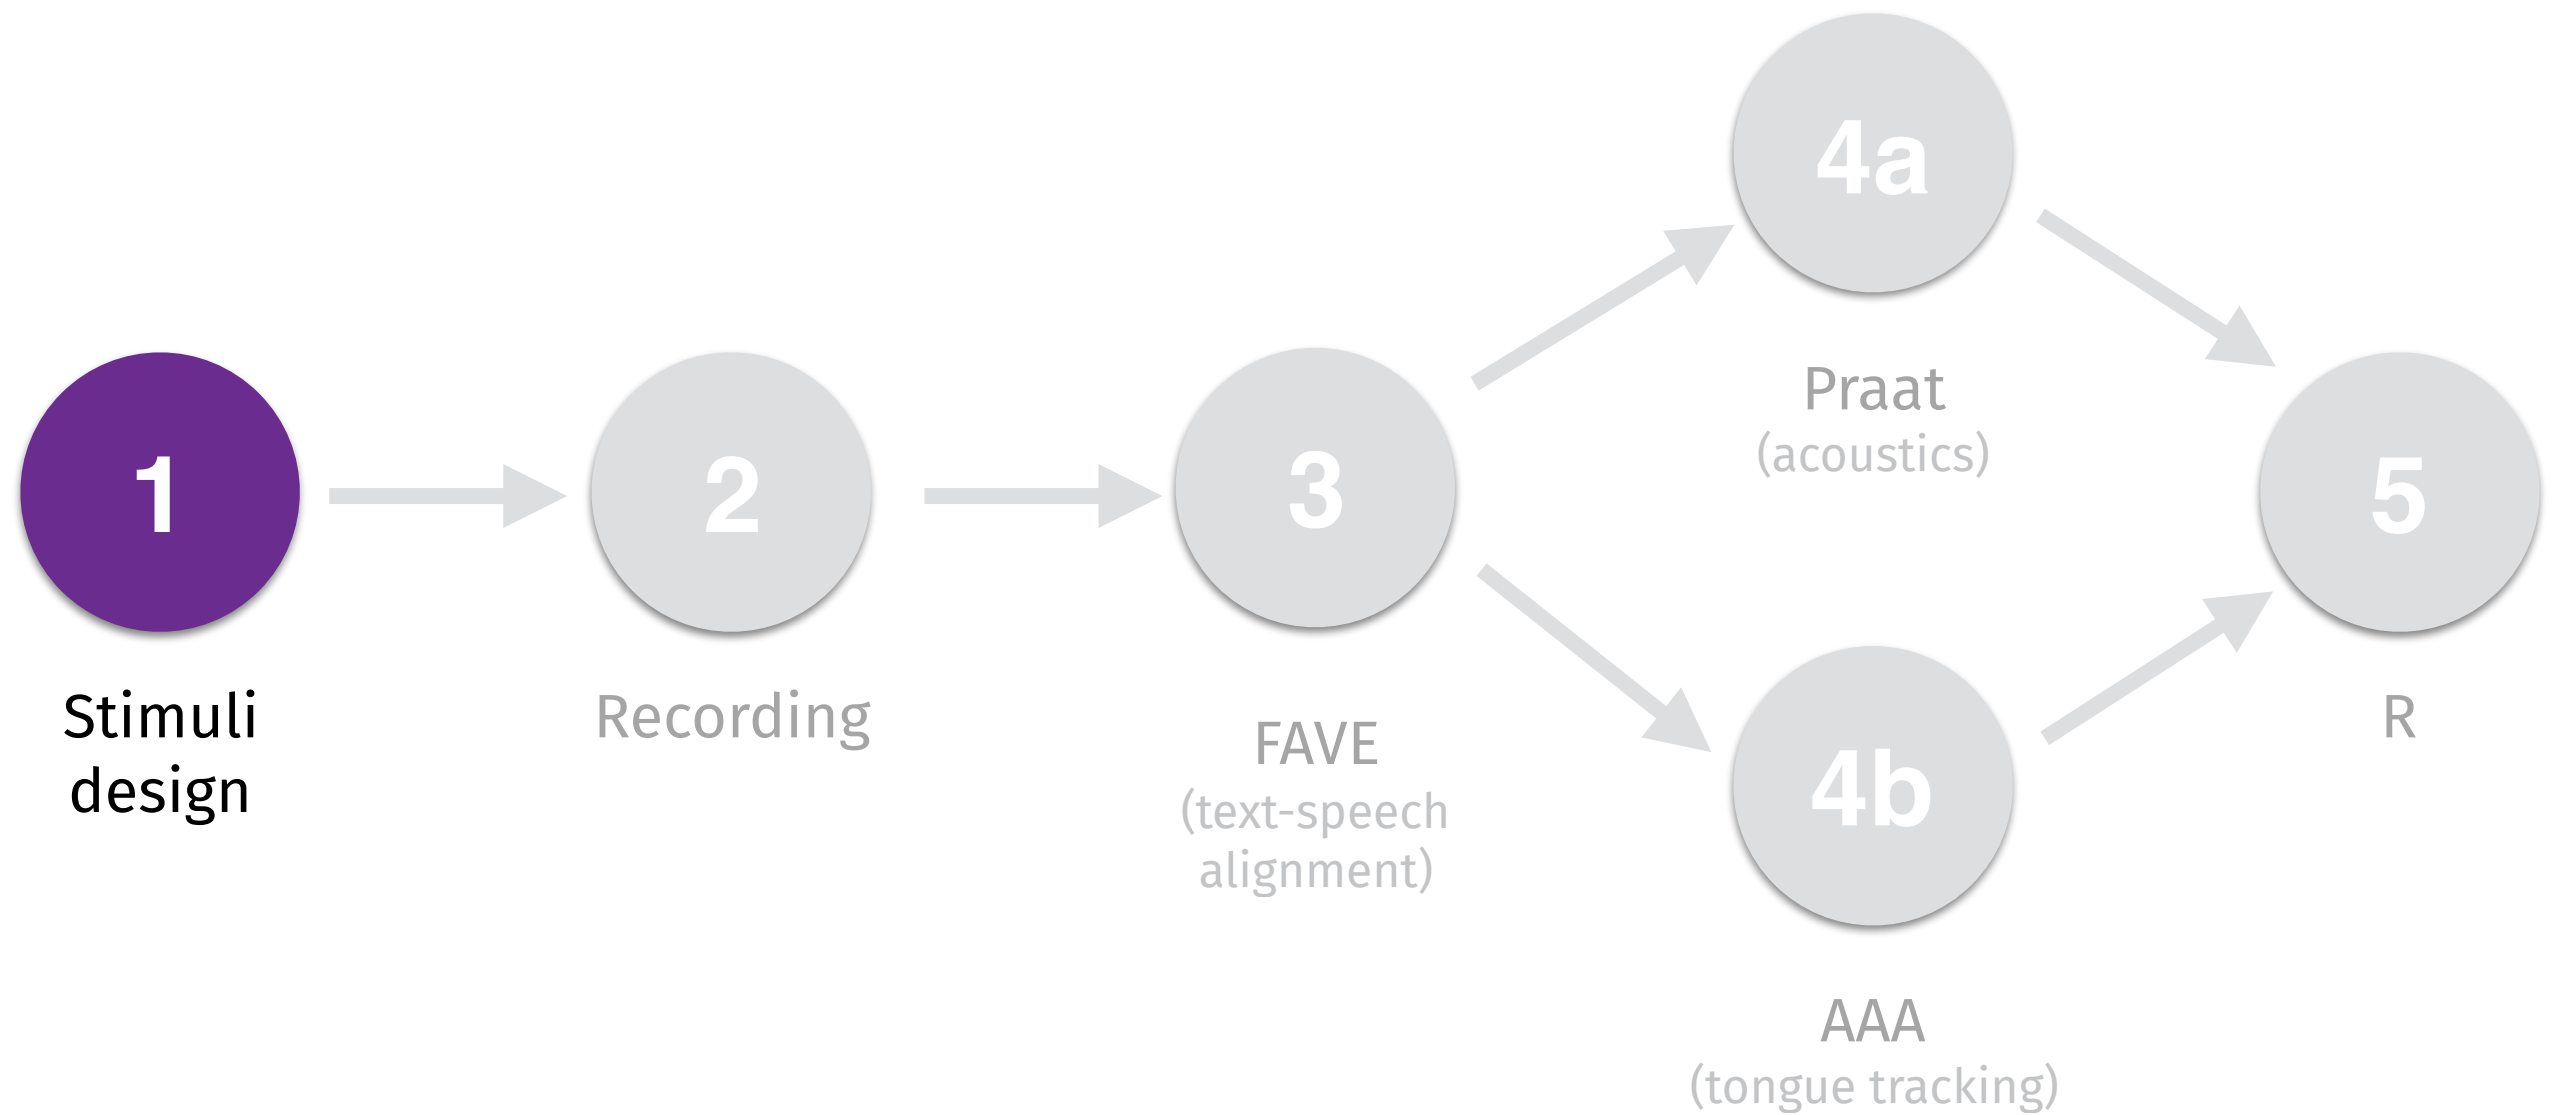 1
Stimuli
design
2
Recording
3
FAVE
(text-speech
alignment)
4a
Praat
(acoustics)
4b
AAA
(tongue tracking)
5
R